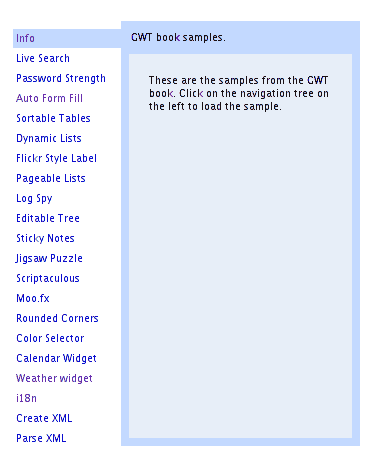 Info
Live Search
Password Strength
Auto Form Fill
Sortable Tables
Dynamic Lists
Flickr Style Label
Pageable Lists
Log Spy
Editable Tree
Sticky Notes
Jigsaw Puzzle
Scriptaculous
Moo.fx
Rounded Corners
Color Selector
Calendar Widget
Weather widget
i18n
Create XML
Parse XML
GWT book samples.
These are the samples from the GWT
book. Click on the navigation tree on
the left to load the sample.